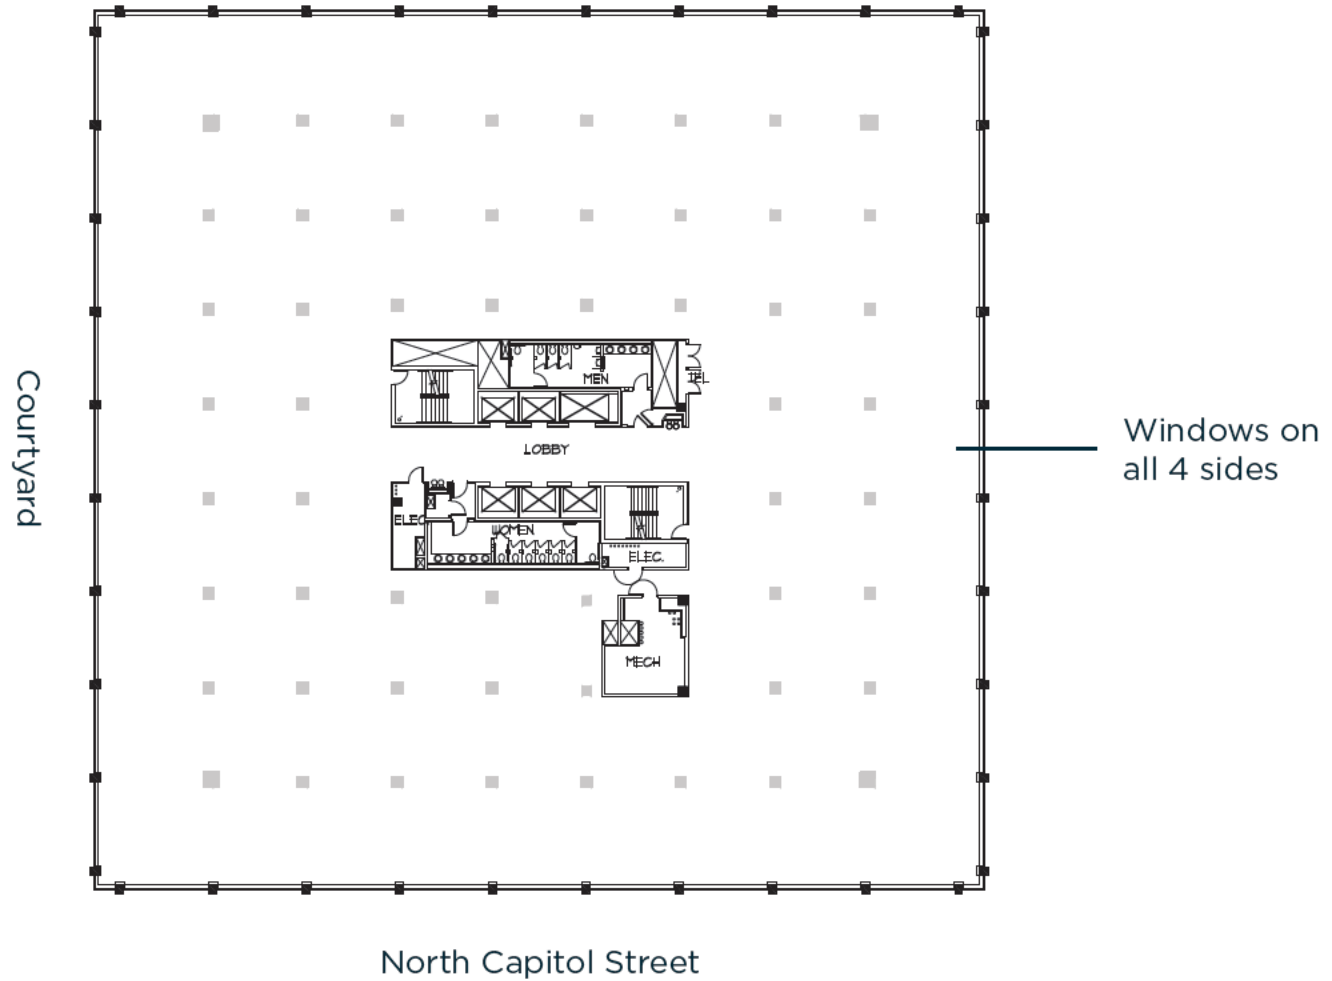 MEN
TEL
LOBBY
ELEC
WOMEN
ELEC.
MECH
Courtyard
Windows on
all 4 sides
North Capitol Street